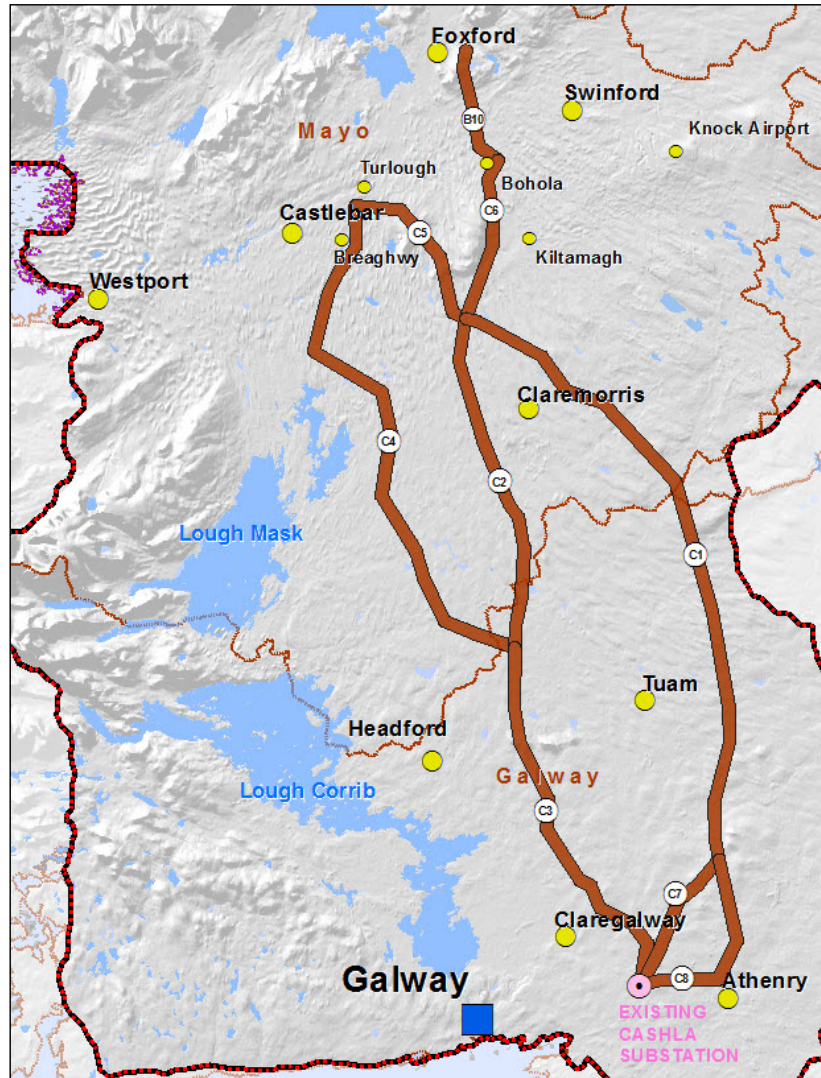 Foxford
Swinford
B10
Knock Airport
Mayo
Turlough
Bohola
C6
Castlebar
C5
Breaghwy
Kiltamagh
Westport
Claremorris
C4
C2
Lough Mask
C1
Tuam
Headford
Galway
Lough Corrib
C3
C7
Claregalway
Galway
C8
Athenry
EXISTING
CASHLA
SUBSTATION